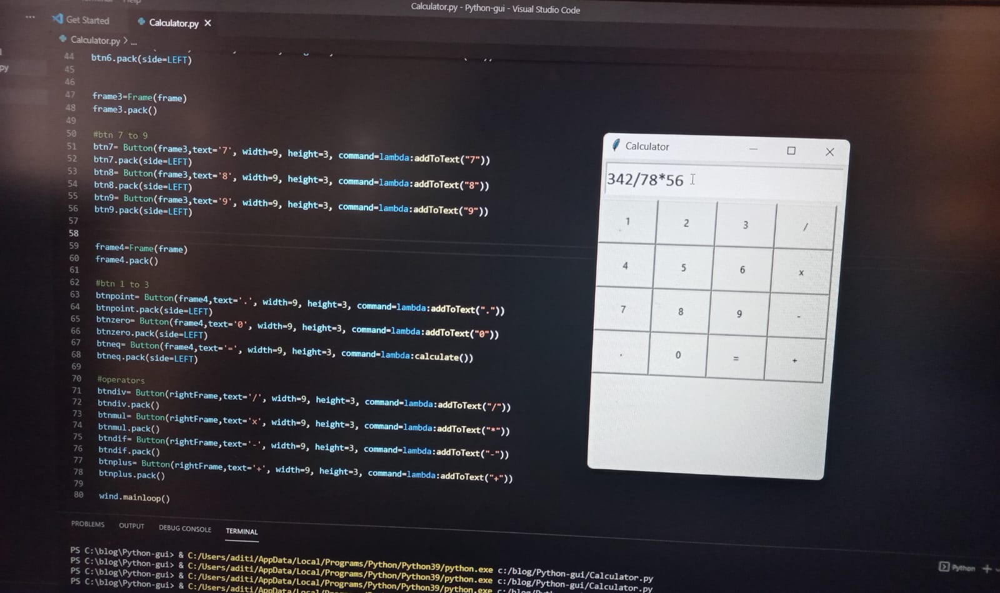 Calculator.py - Python-gui - Visual Studio Code
Get Started
Calculator.py
Calculator.py > ...
py
44 btn6.pack(side=LEFT)
45
46
47 frame3=Frame(frame)
48 frame3.pack()
49
50 #btn 7 to 9
51 btn7= Button(frame3,text='7', width=9, height=3, command=lambda:addToText("7"))
52 btn7.pack(side=LEFT)
53 btn8= Button(frame3,text='8', width=9, height=3, command=lambda:addToText("8"))
54 btn8.pack(side=LEFT)
55 btn9= Button(frame3,text='9', width=9, height=3, command=lambda:addToText("9"))
56 btn9.pack(side=LEFT)
57
58
59 frame4=Frame(frame)
60 frame4.pack()
61
62 #btn 1 to 3
63 btnpoint= Button(frame4,text='.', width=9, height=3, command=lambda:addToText("."))
64 btnpoint.pack(side=LEFT)
65 btnzero= Button(frame4,text='0', width=9, height=3, command=lambda:addToText("0"))
66 btnzero.pack(side=LEFT)
67 btneq= Button(frame4,text='=', width=9, height=3, command=lambda:calculate())
68 btneq.pack(side=LEFT)
69
70 #operators
71 btndiv= Button(rightFrame,text='/', width=9, height=3, command=lambda:addToText("/"))
72 btndiv.pack()
73 btnmul= Button(rightFrame,text='x', width=9, height=3, command=lambda:addToText("*"))
74 btnmul.pack()
75 btndif= Button(rightFrame,text='-', width=9, height=3, command=lambda:addToText("-"))
76 btndif.pack()
77 btnplus= Button(rightFrame,text='+', width=9, height=3, command=lambda:addToText("+"))
78 btnplus.pack()
79
80 wind.mainloop()
Calculator
342/78*56
1 2 3 /
4 5 6 x
7 8 9 -
. 0 = +
PROBLEMS OUTPUT DEBUG CONSOLE TERMINAL
Python
PS C:\blog\Python-gui> & C:/Users/aditi/AppData/Local/Programs/Python/Python39/python.exe c:/blog/Python-gui/Calculator.py
PS C:\blog\Python-gui> & C:/Users/aditi/AppData/Local/Programs/Python/Python39/python.exe c:/blog/Python-gui/Calculator.py
PS C:\blog\Python-gui> & C:/Users/aditi/AppData/Local/Programs/Python/Python39/python.exe
PS C:\blog\Python-gui> & C:/Users/aditi/AppData